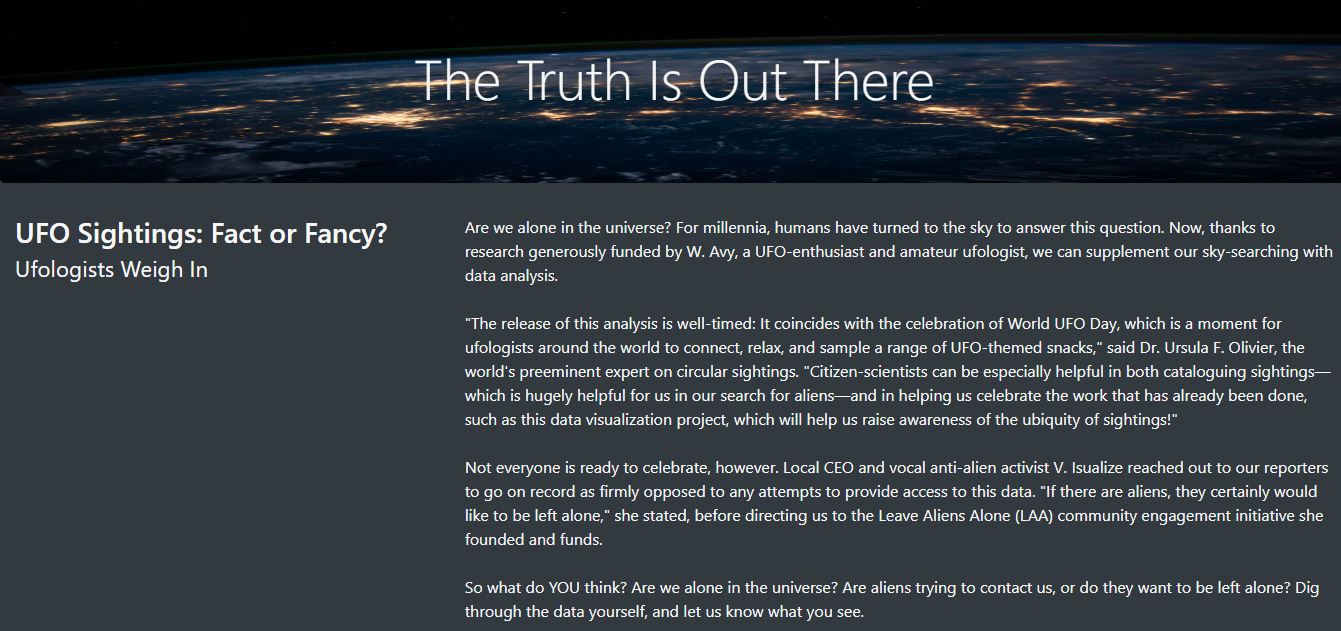 The Truth Is Out There
UFO Sightings: Fact or Fancy?
Ufologists Weigh In
Are we alone in the universe? For millennia, humans have turned to the sky to answer this question. Now, thanks to
research generously funded by W. Avy, a UFO-enthusiast and amateur ufologist, we can supplement our sky-searching with
data analysis.
"The release of this analysis is well-timed: It coincides with the celebration of World UFO Day, which is a moment for
ufologists around the world to connect, relax, and sample a range of UFO-themed snacks," said Dr. Ursula F. Olivier, the
world's preeminent expert on circular sightings. "Citizen-scientists can be especially helpful in both cataloguing sightings—
which is hugely helpful for us in our search for aliens—and in helping us celebrate the work that has already been done,
such as this data visualization project, which will help us raise awareness of the ubiquity of sightings!"
Not everyone is ready to celebrate, however. Local CEO and vocal anti-alien activist V. Isualize reached out to our reporters
to go on record as firmly opposed to any attempts to provide access to this data. "If there are aliens, they certainly would
like to be left alone," she stated, before directing us to the Leave Aliens Alone (LAA) community engagement initiative she
founded and funds.
So what do YOU think? Are we alone in the universe? Are aliens trying to contact us, or do they want to be left alone? Dig
through the data yourself, and let us know what you see.